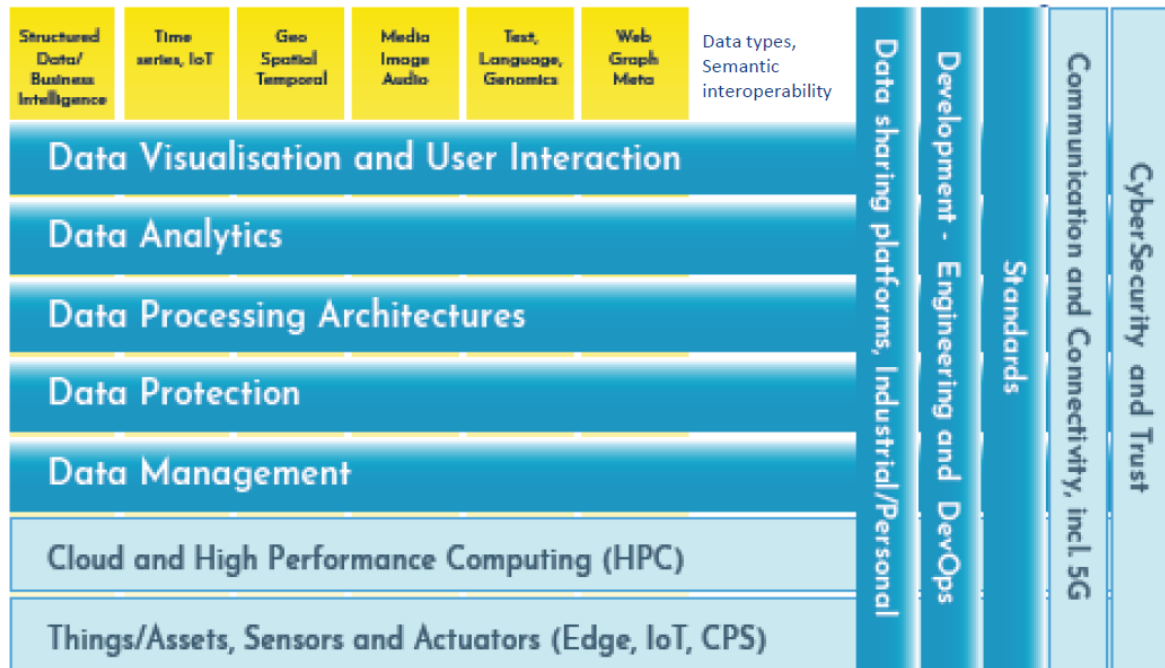 Structured
Data/
Business
Intelligence
Time
series, IoT
Geo
Spatial
Temporal
Media
Image
Audio
Text,
Language,
Genomics
Web
Graph
Meta
Data types,
Semantic
interoperability
Data Visualisation and User Interaction
Data Analytics
Data Processing Architectures
Data Protection
Data Management
Cloud and High Performance Computing (HPC)
Things/Assets, Sensors and Actuators (Edge, IoT, CPS)
Data sharing platforms, Industrial/Personal
Development - Engineering and DevOps
Standards
Communication and Connectivity, incl. 5G
CyberSecurity and Trust